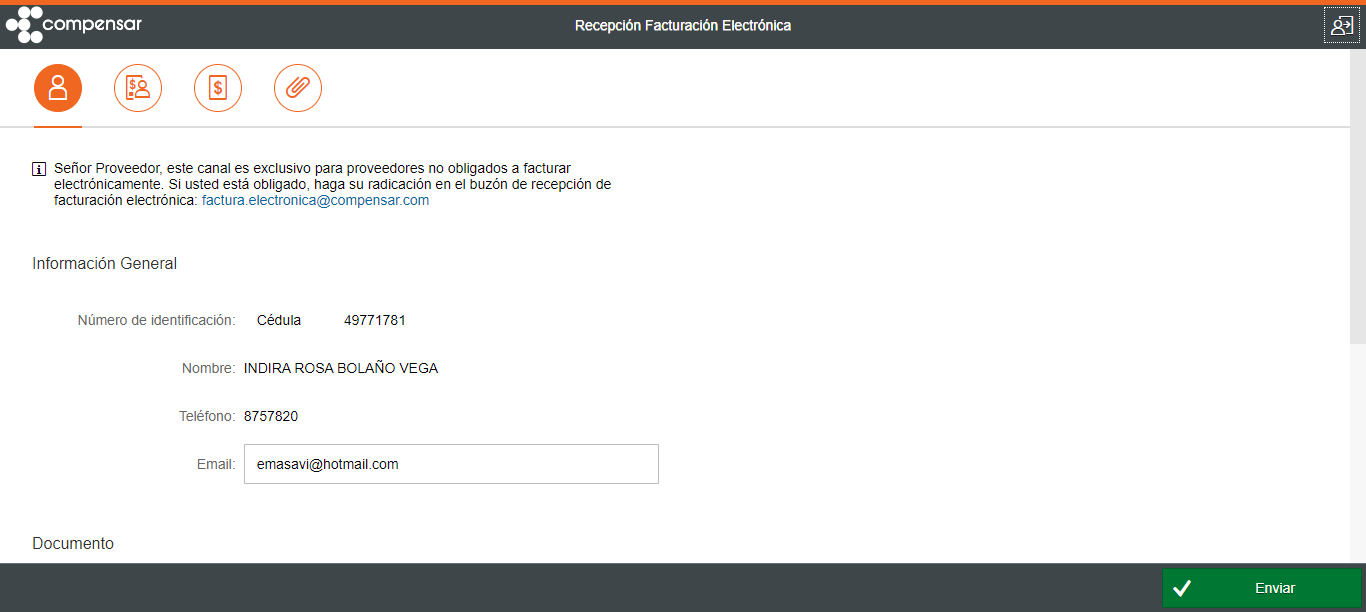 compensar
Recepción Facturación Electrónica
$
$
i
Señor Proveedor, este canal es exclusivo para proveedores no obligados a facturar
electrónicamente. Si usted está obligado, haga su radicación en el buzón de recepción de
facturación electrónica: factura.electronica@compensar.com
Información General
Número de identificación: Cédula 49771781
Nombre: INDIRA ROSA BOLAÑO VEGA
Teléfono: 8757820
Email: emasavi@hotmail.com
Documento
Enviar